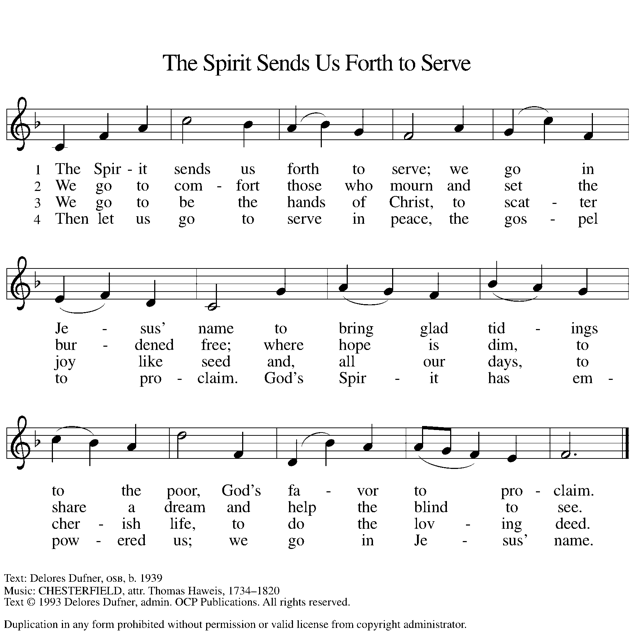 The Spirit Sends Us Forth to Serve
1 The Spir - it sends us forth to serve; we go in
2 We go to com - fort those who mourn and set the
3 We go to be the hands of Christ, to scat - ter
4 Then let us go to serve in peace, the gos - pel
Je - sus' name to bring glad tid - ings
bur - dened free; where hope is dim, to
joy like seed and, all our days, to
to pro - claim. God's Spir - it has em -
to the poor, God's fa - vor to pro - claim.
share a dream and help the blind to see.
cher - ish life, to do the lov - ing deed.
pow - ered us; we go in Je - sus' name.
Text: Delores Dufner, OSB, b. 1939
Music: CHESTERFIELD, attr. Thomas Haweis, 1734–1820
Text © 1993 Delores Dufner, admin. OCP Publications. All rights reserved.
Duplication in any form prohibited without permission or valid license from copyright administrator.